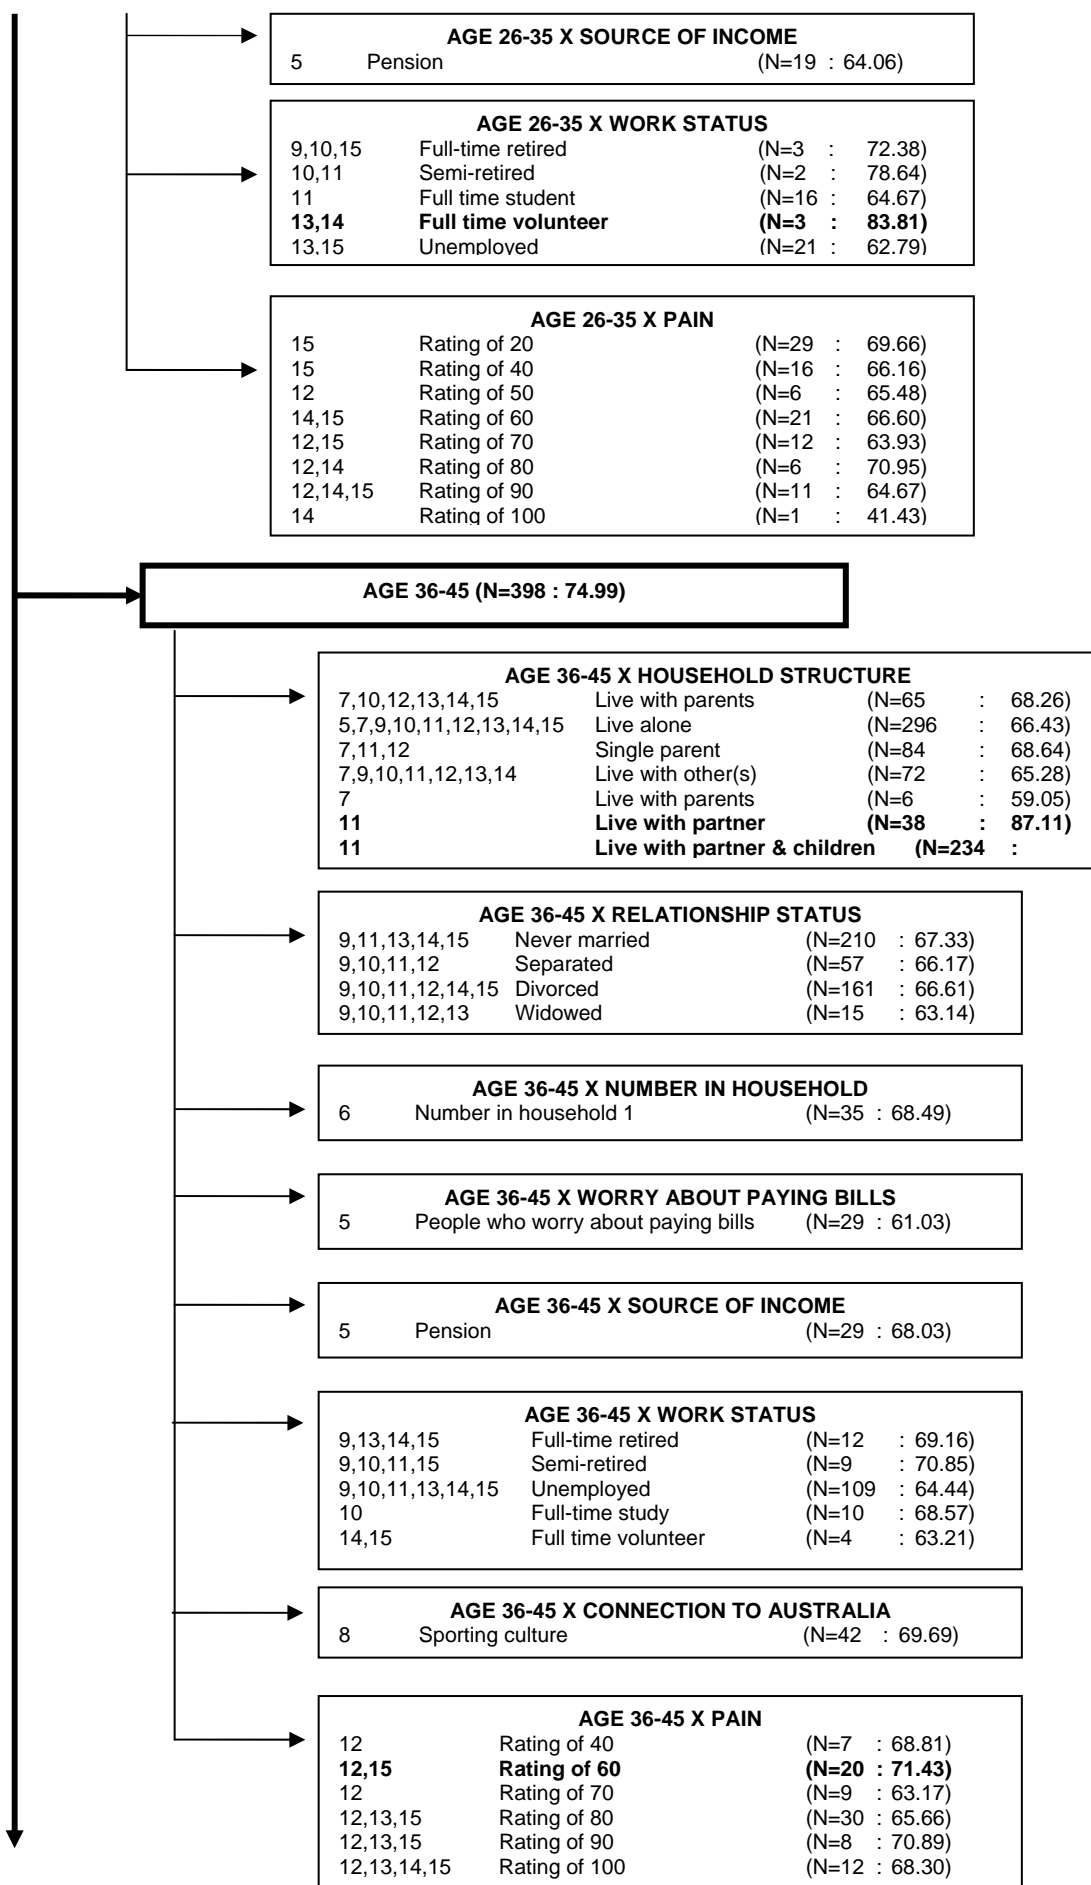 AGE 26-35 X SOURCE OF INCOME
5 Pension (N=19 : 64.06)
AGE 26-35 X WORK STATUS
9,10,15 Full-time retired (N=3 : 72.38)
10,11 Semi-retired (N=2 : 78.64)
11 Full time student (N=16 : 64.67)
13,14 Full time volunteer (N=3 : 83.81)
13,15 Unemployed (N=21 : 62.79)
AGE 26-35 X PAIN
15 Rating of 20 (N=29 : 69.66)
15 Rating of 40 (N=16 : 66.16)
12 Rating of 50 (N=6 : 65.48)
14,15 Rating of 60 (N=21 : 66.60)
12,15 Rating of 70 (N=12 : 63.93)
12,14 Rating of 80 (N=6 : 70.95)
12,14,15 Rating of 90 (N=11 : 64.67)
14 Rating of 100 (N=1 : 41.43)
AGE 36-45 (N=398 : 74.99)
AGE 36-45 X HOUSEHOLD STRUCTURE
7,10,12,13,14,15 Live with parents (N=65 : 68.26)
5,7,9,10,11,12,13,14,15 Live alone (N=296 : 66.43)
7,11,12 Single parent (N=84 : 68.64)
7,9,10,11,12,13,14 Live with other(s) (N=72 : 65.28)
7 Live with parents (N=6 : 59.05)
11 Live with partner (N=38 : 87.11)
11 Live with partner & children (N=234 :
AGE 36-45 X RELATIONSHIP STATUS
9,11,13,14,15 Never married (N=210 : 67.33)
9,10,11,12 Separated (N=57 : 66.17)
9,10,11,12,14,15 Divorced (N=161 : 66.61)
9,10,11,12,13 Widowed (N=15 : 63.14)
AGE 36-45 X NUMBER IN HOUSEHOLD
6 Number in household 1 (N=35 : 68.49)
AGE 36-45 X WORRY ABOUT PAYING BILLS
5 People who worry about paying bills (N=29 : 61.03)
AGE 36-45 X SOURCE OF INCOME
5 Pension (N=29 : 68.03)
AGE 36-45 X WORK STATUS
9,13,14,15 Full-time retired (N=12 : 69.16)
9,10,11,15 Semi-retired (N=9 : 70.85)
9,10,11,13,14,15 Unemployed (N=109 : 64.44)
10 Full-time study (N=10 : 68.57)
14,15 Full time volunteer (N=4 : 63.21)
AGE 36-45 X CONNECTION TO AUSTRALIA
8 Sporting culture (N=42 : 69.69)
AGE 36-45 X PAIN
12 Rating of 40 (N=7 : 68.81)
12,15 Rating of 60 (N=20 : 71.43)
12 Rating of 70 (N=9 : 63.17)
12,13,15 Rating of 80 (N=30 : 65.66)
12,13,15 Rating of 90 (N=8 : 70.89)
12,13,14,15 Rating of 100 (N=12 : 68.30)